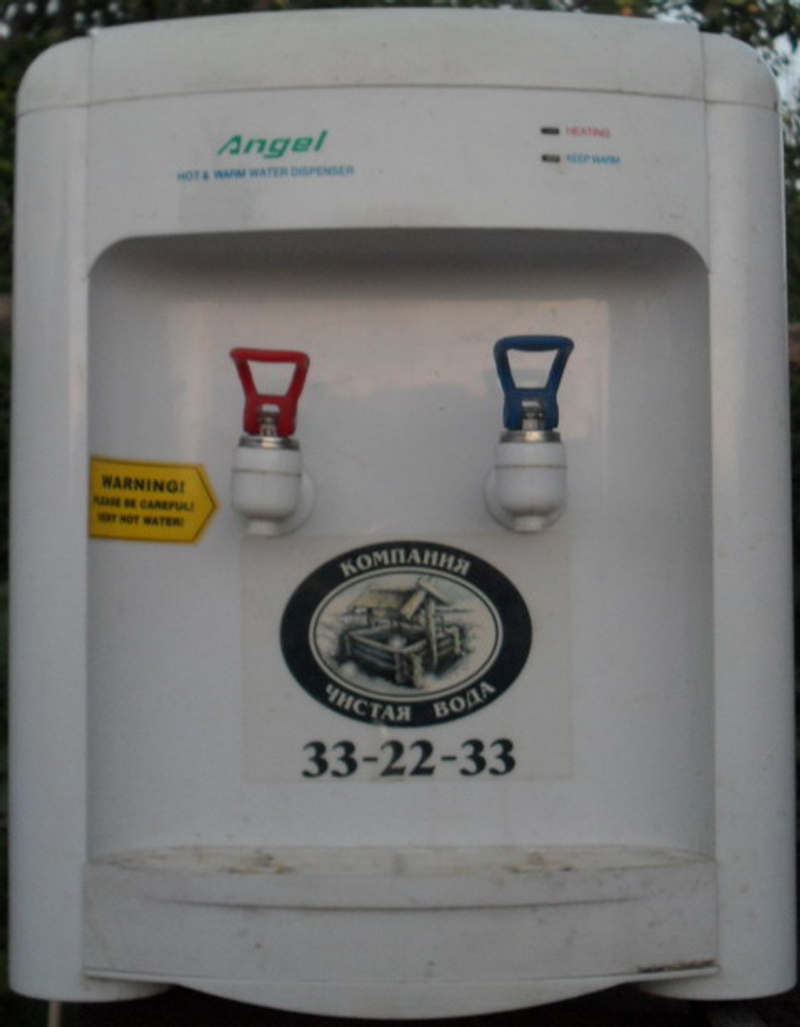 Angel
HOT & WARM WATER DISPENSER
HEATING
KEEP WARM
WARNING!
PLEASE BE CAREFUL!
VERY HOT WATER!
КОМПАНИЯ
ЧИСТАЯ ВОДА
33-22-33